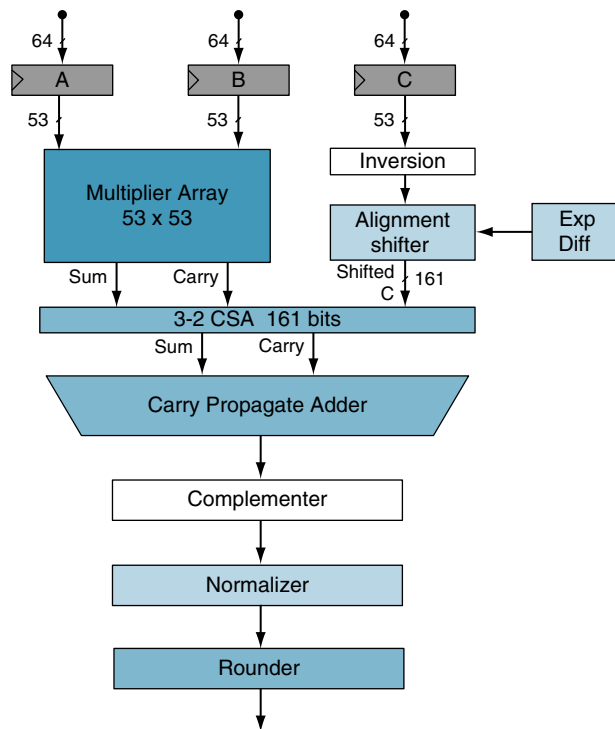 64 64 64
A B C
53 53 53
Inversion
Multiplier Array
53 x 53
Alignment
shifter
Exp
Diff
Sum Carry
Shifted
C
161
3-2 CSA 161 bits
Sum Carry
Carry Propagate Adder
Complementer
Normalizer
Rounder